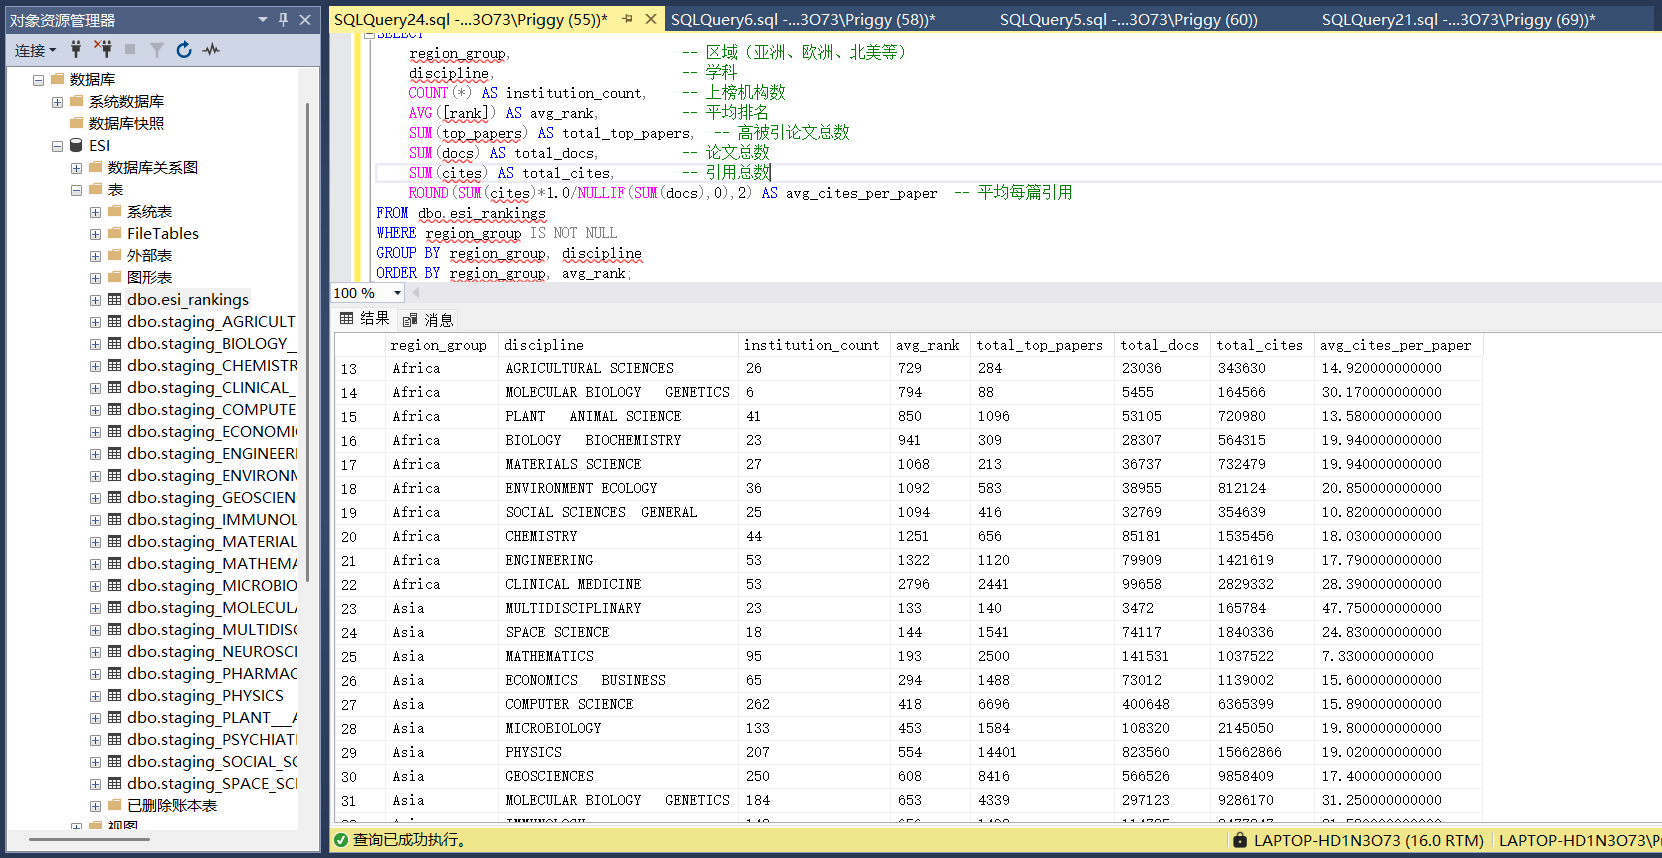 对象资源管理器
连接
数据库
系统数据库
数据库快照
ESI
数据库关系图
表
系统表
FileTables
外部表
图形表
dbo.esi_rankings
dbo.staging_AGRICULT
dbo.staging_BIOLOGY_
dbo.staging_CHEMISTR
dbo.staging_CLINICAL_
dbo.staging_COMPUTE
dbo.staging_ECONOMIC
dbo.staging_ENGINEERI
dbo.staging_ENVIRONM
dbo.staging_GEOSCIEN
dbo.staging_IMMUNOL
dbo.staging_MATERIAL
dbo.staging_MATHEMA
dbo.staging_MICROBIO
dbo.staging_MOLECULA
dbo.staging_MULTIDISC
dbo.staging_NEUROSCI
dbo.staging_PHARMAC
dbo.staging_PHYSICS
dbo.staging_PLANT___A
dbo.staging_PSYCHIATI
dbo.staging_SOCIAL_SC
dbo.staging_SPACE_SCI
已删除账本表
视图
SQLQuery24.sql -...3O73\Priggy (55))* SQLQuery6.sql -...3O73\Priggy (58))* SQLQuery5.sql -...3O73\Priggy (60)) SQLQuery21.sql -...3O73\Priggy (69))*
SELECT
region_group, -- 区域（亚洲、欧洲、北美等）
discipline, -- 学科
COUNT(*) AS institution_count, -- 上榜机构数
AVG([rank]) AS avg_rank, -- 平均排名
SUM(top_papers) AS total_top_papers, -- 高被引论文总数
SUM(docs) AS total_docs, -- 论文总数
SUM(cites) AS total_cites, -- 引用总数
ROUND(SUM(cites)*1.0/NULLIF(SUM(docs),0),2) AS avg_cites_per_paper -- 平均每篇引用
FROM dbo.esi_rankings
WHERE region_group IS NOT NULL
GROUP BY region_group, discipline
ORDER BY region_group, avg_rank;
100 %
结果 消息
region_group discipline institution_count avg_rank total_top_papers total_docs total_cites avg_cites_per_paper
13 Africa AGRICULTURAL SCIENCES 26 729 284 23036 343630 14.920000000000
14 Africa MOLECULAR BIOLOGY   GENETICS 6 794 88 5455 164566 30.170000000000
15 Africa PLANT   ANIMAL SCIENCE 41 850 1096 53105 720980 13.580000000000
16 Africa BIOLOGY   BIOCHEMISTRY 23 941 309 28307 564315 19.940000000000
17 Africa MATERIALS SCIENCE 27 1068 213 36737 732479 19.940000000000
18 Africa ENVIRONMENT ECOLOGY 36 1092 583 38955 812124 20.850000000000
19 Africa SOCIAL SCIENCES  GENERAL 25 1094 416 32769 354639 10.820000000000
20 Africa CHEMISTRY 44 1251 656 85181 1535456 18.030000000000
21 Africa ENGINEERING 53 1322 1120 79909 1421619 17.790000000000
22 Africa CLINICAL MEDICINE 53 2796 2441 99658 2829332 28.390000000000
23 Asia MULTIDISCIPLINARY 23 133 140 3472 165784 47.750000000000
24 Asia SPACE SCIENCE 18 144 1541 74117 1840336 24.830000000000
25 Asia MATHEMATICS 95 193 2500 141531 1037522 7.330000000000
26 Asia ECONOMICS   BUSINESS 65 294 1488 73012 1139002 15.600000000000
27 Asia COMPUTER SCIENCE 262 418 6696 400648 6365399 15.890000000000
28 Asia MICROBIOLOGY 133 453 1584 108320 2145050 19.800000000000
29 Asia PHYSICS 207 554 14401 823560 15662866 19.020000000000
30 Asia GEOSCIENCES 250 608 8416 566526 9858409 17.400000000000
31 Asia MOLECULAR BIOLOGY   GENETICS 184 653 4339 297123 9286170 31.250000000000
查询已成功执行。 LAPTOP-HD1N3O73 (16.0 RTM) LAPTOP-HD1N3O73\P